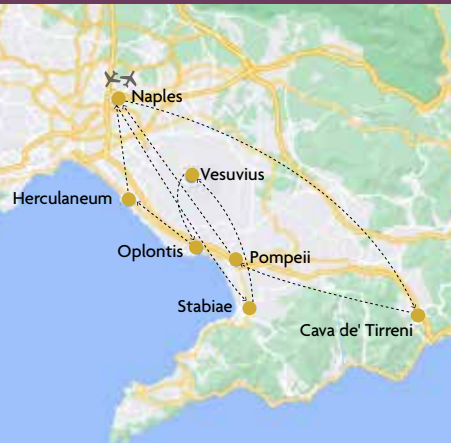 Naples
Vesuvius
Herculaneum
Oplontis
Pompeii
Stabiae
Cava de' Tirreni